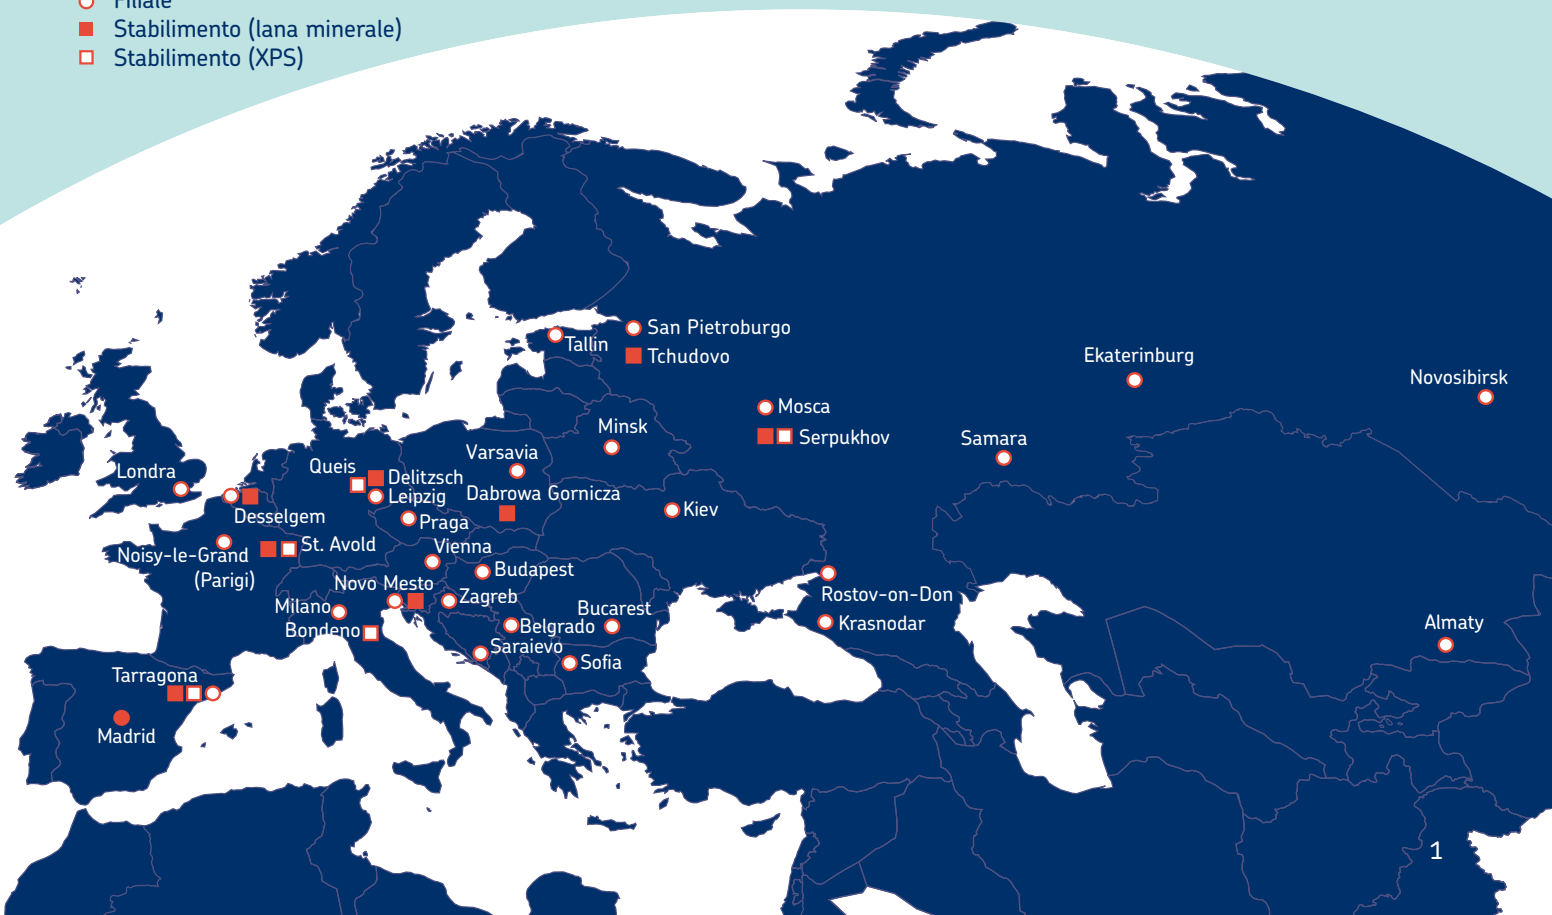 Filiale
Stabilimento (lana minerale)
Stabilimento (XPS)
San Pietroburgo
Tallin
Tchudovo
Ekaterinburg
Novosibirsk
Mosca
Minsk
Serpukhov
Samara
Varsavia
Queis
Londra
Delitzsch
Leipzig
Dabrowa Gornicza
Kiev
Desselgem
Praga
St. Avold
Vienna
Noisy-le-Grand
(Parigi)
Budapest
Novo Mesto
Rostov-on-Don
Zagreb
Milano
Bucarest
Bondeno
Belgrado
Krasnodar
Almaty
Saraievo
Sofia
Tarragona
Madrid
1